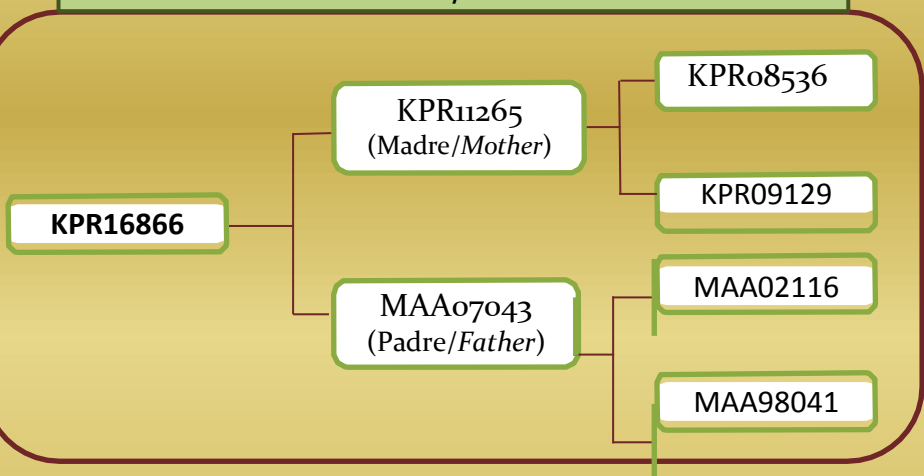 KPR08536
KPR11265
(Madre/Mother)
KPR09129
KPR16866
MAA02116
MAA07043
(Padre/Father)
MAA98041